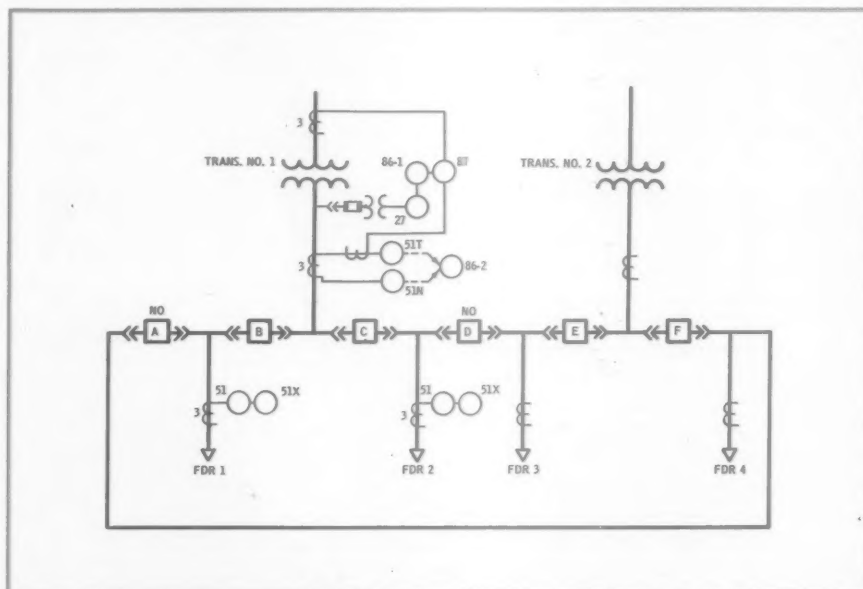 3
TRANS. NO. 1
86-1
87
TRANS. NO. 2
27
3
51T
86-2
51N
NO
NO
A
B
C
D
E
F
51
51X
51
51X
3
3
FDR 1
FDR 2
FDR 3
FDR 4